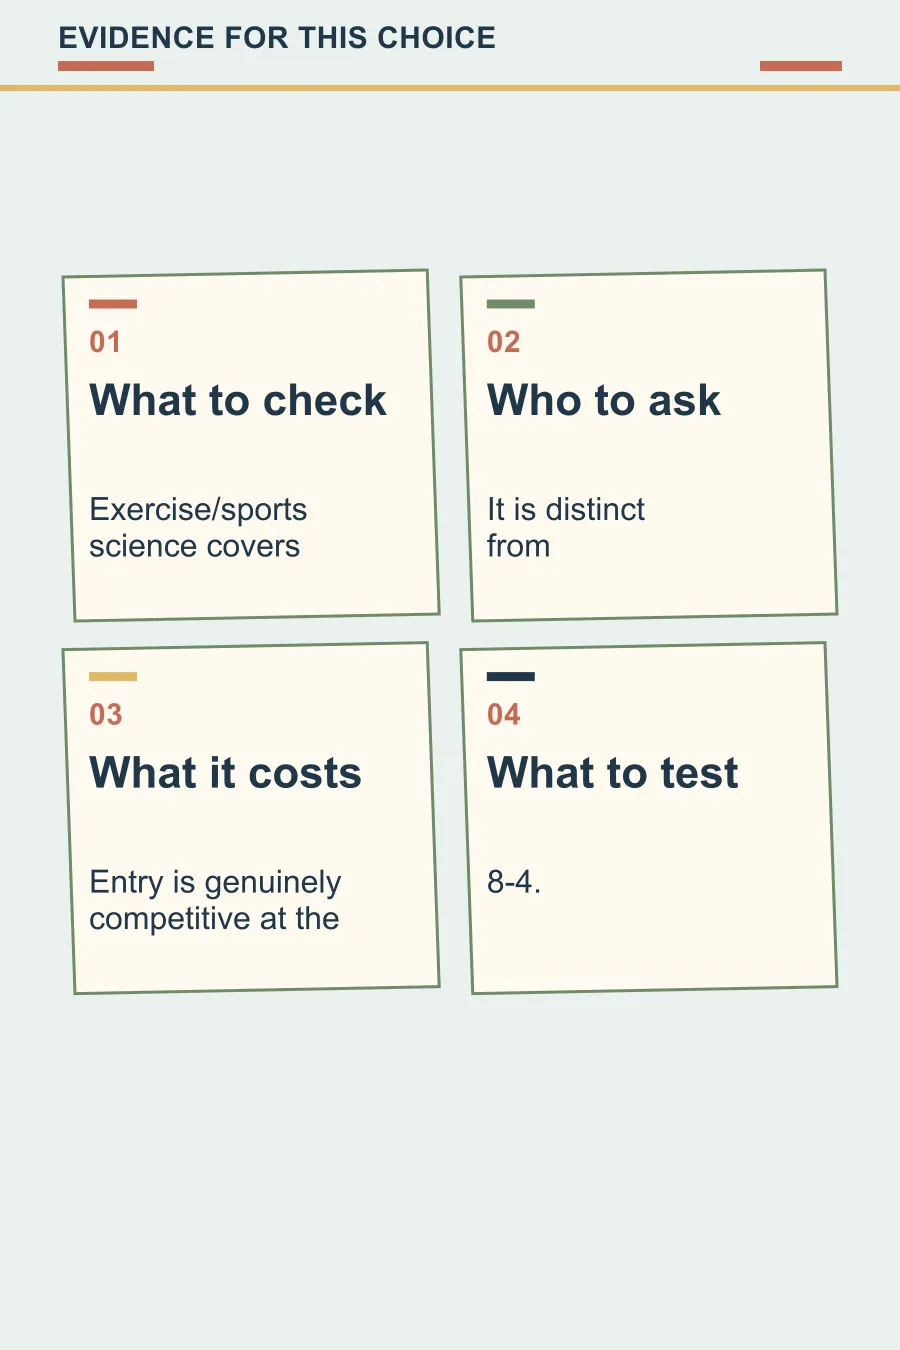 EVIDENCE FOR THIS CHOICE
01
What to check
Exercise/sports
science covers
02
Who to ask
It is distinct
from
03
What it costs
Entry is genuinely
competitive at the
04
What to test
8-4.